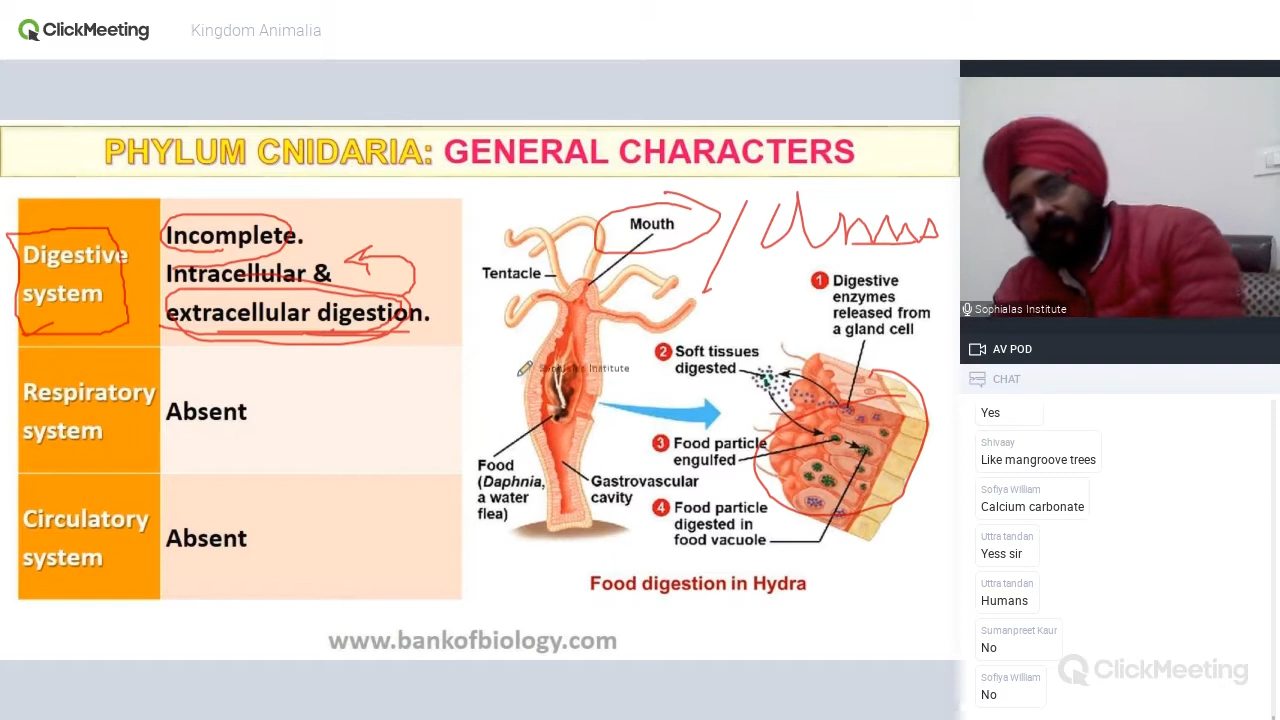 ClickMeeting
Kingdom Animalia
PHYLUM CNIDARIA: GENERAL CHARACTERS
Digestive
system
Incomplete.
Intracellular &
extracellular digestion.
Respiratory
system
Absent
Circulatory
system
Absent
Mouth
/ Anus
Tentacle
1 Digestive
enzymes
released from
a gland cell
2 Soft tissues
digested
Sophialas Institute
3 Food particle
engulfed
Food
(Daphnia,
a water
flea)
Gastrovascular
cavity
4 Food particle
digested in
food vacuole
Food digestion in Hydra
www.bankofbiology.com
Sophialas Institute
AV POD
CHAT
Yes
Shivaay
Like mangroove trees
Sofiya William
Calcium carbonate
Uttra tandan
Yess sir
Uttra tandan
Humans
Sumanpreet Kaur
No
Sofiya William
No
ClickMeeting